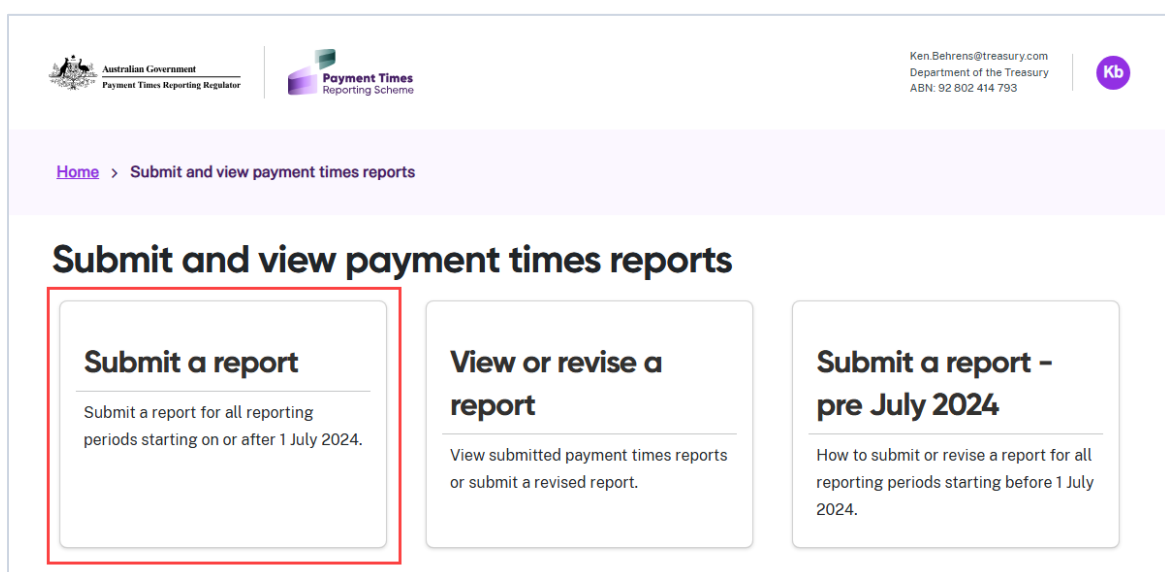 Australian Government
Payment Times Reporting Regulator
Payment Times
Reporting Scheme
Ken.Behrens@treasury.com
Department of the Treasury
ABN: 92 802 414 793
Kb
Home > Submit and view payment times reports
Submit and view payment times reports
Submit a report
Submit a report for all reporting
periods starting on or after 1 July 2024.
View or revise a
report
View submitted payment times reports
or submit a revised report.
Submit a report -
pre July 2024
How to submit or revise a report for all
reporting periods starting before 1 July
2024.